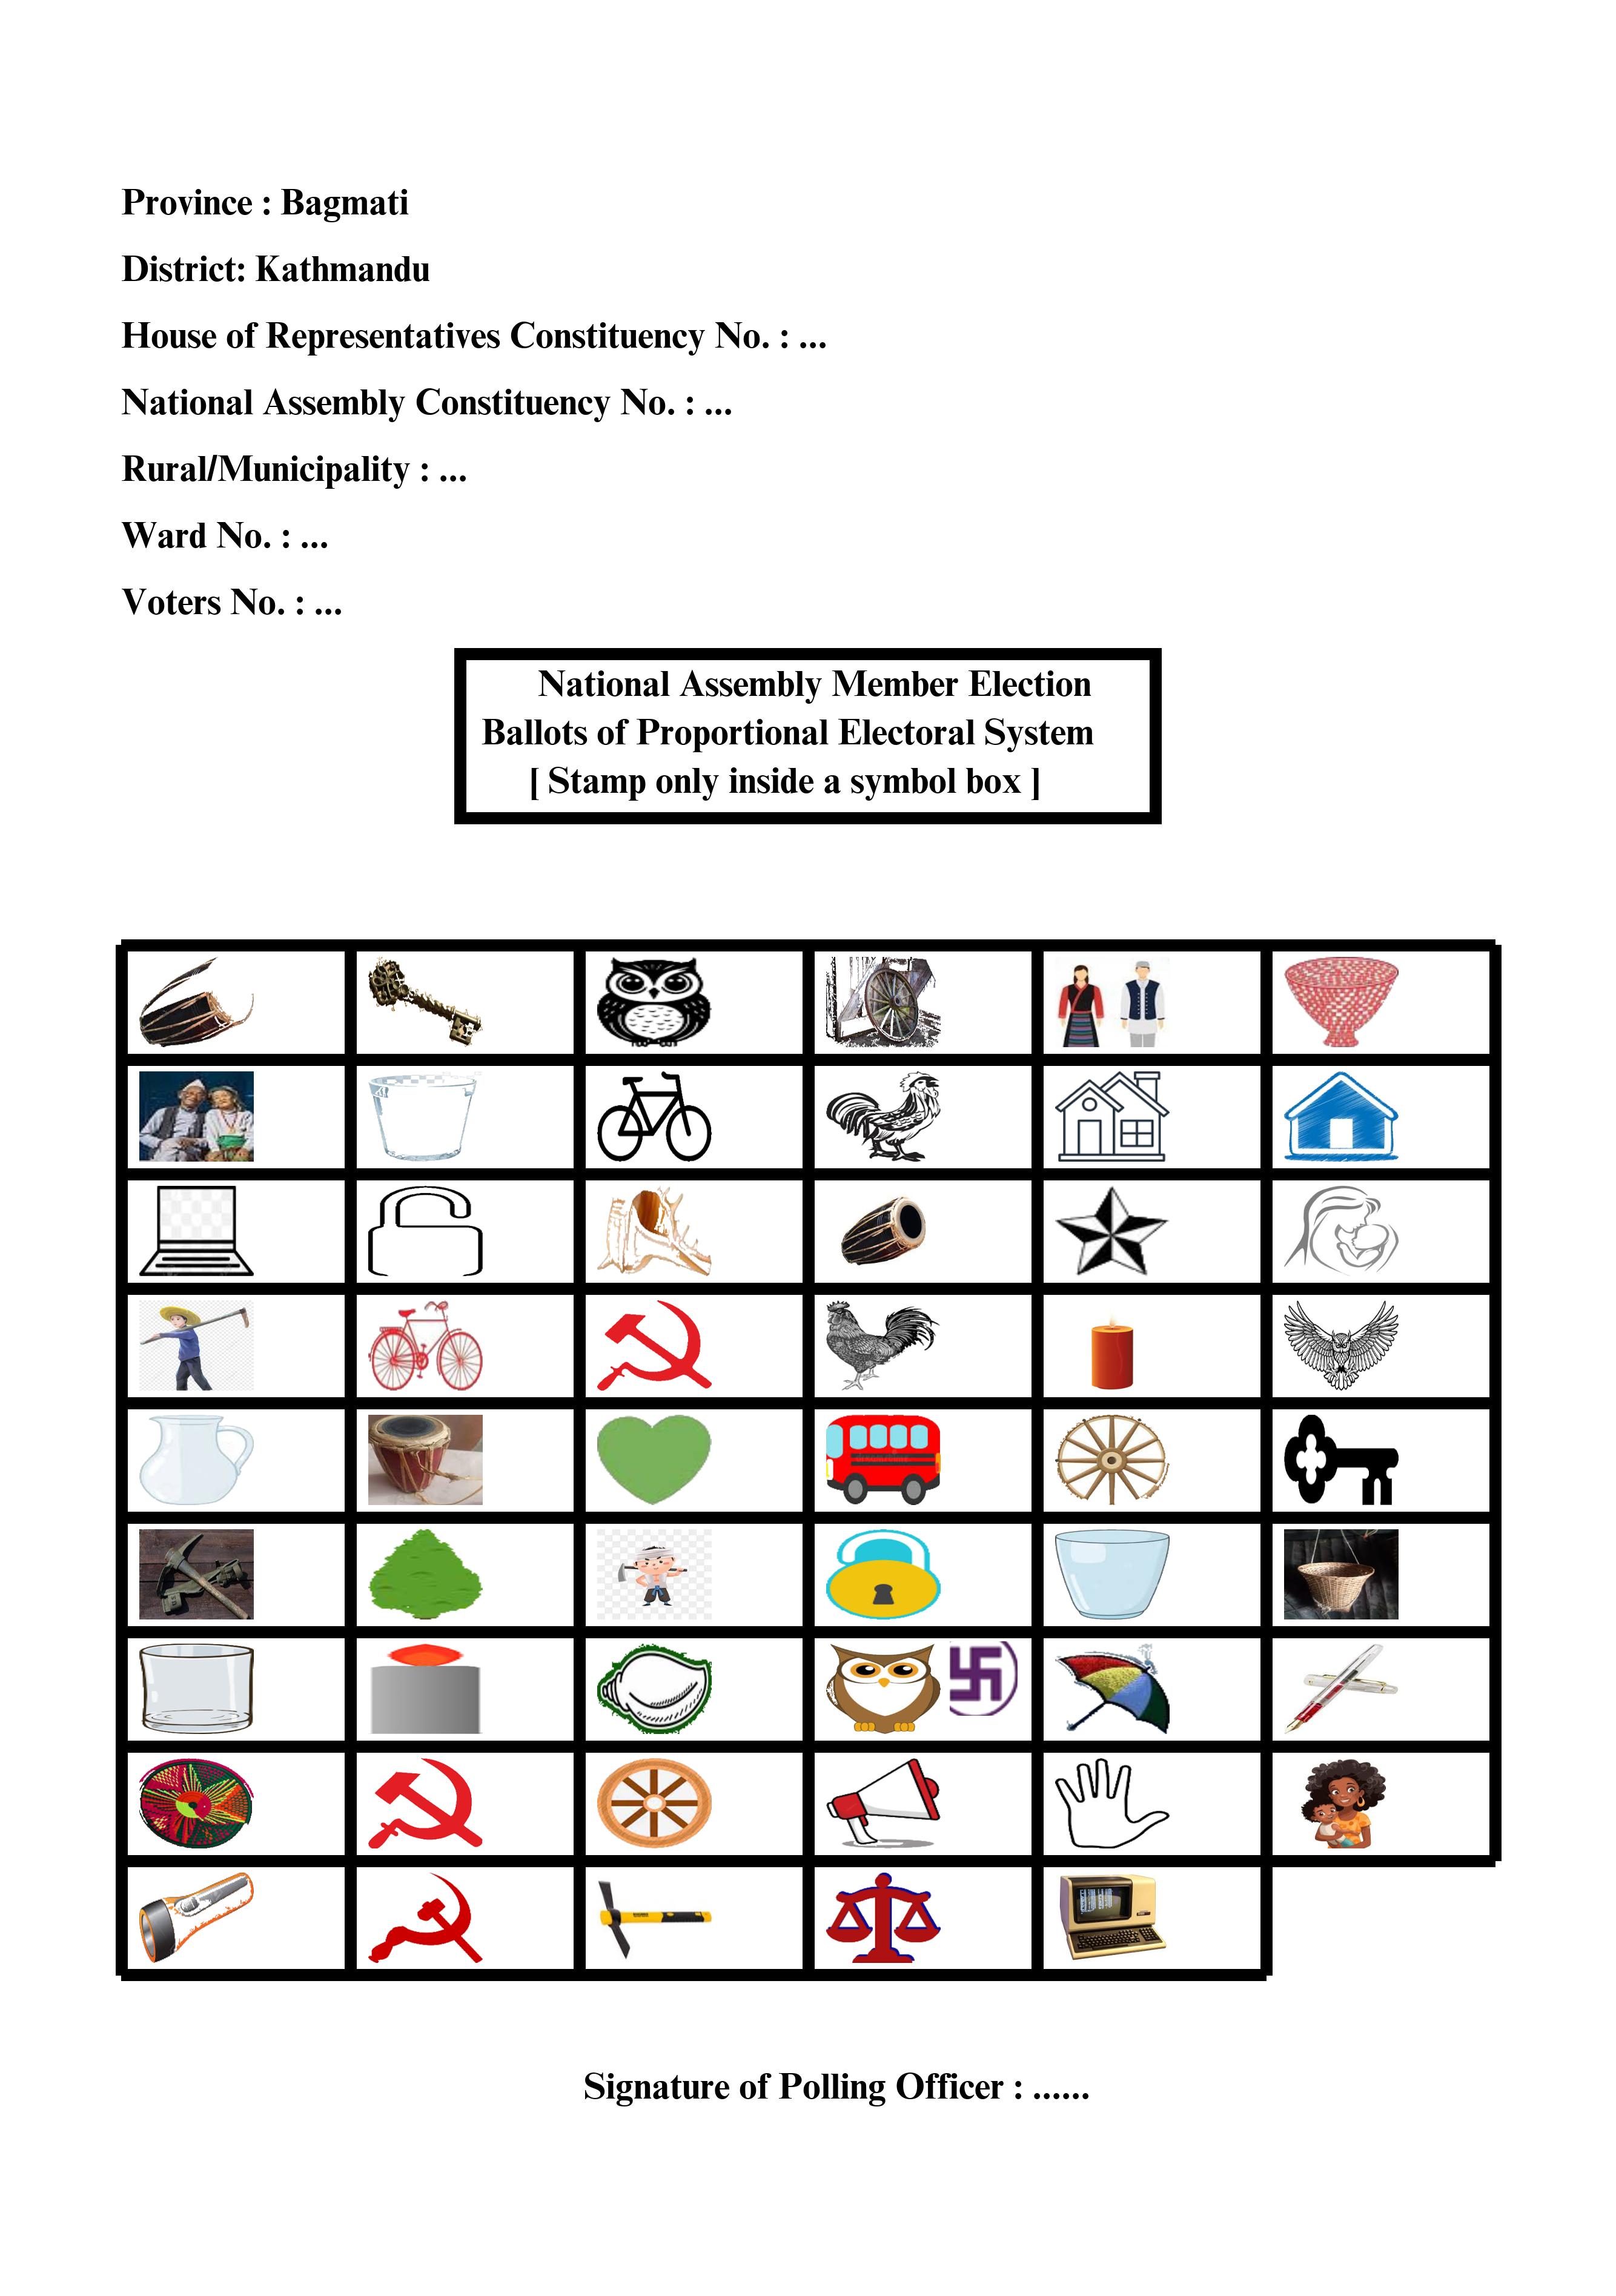 Province : Bagmati
District: Kathmandu
House of Representatives Constituency No. : ...
National Assembly Constituency No. : ...
Rural/Municipality : ...
Ward No. : ...
Voters No. : ...
National Assembly Member Election
Ballots of Proportional Electoral System
[ Stamp only inside a symbol box ]
Signature of Polling Officer : ......